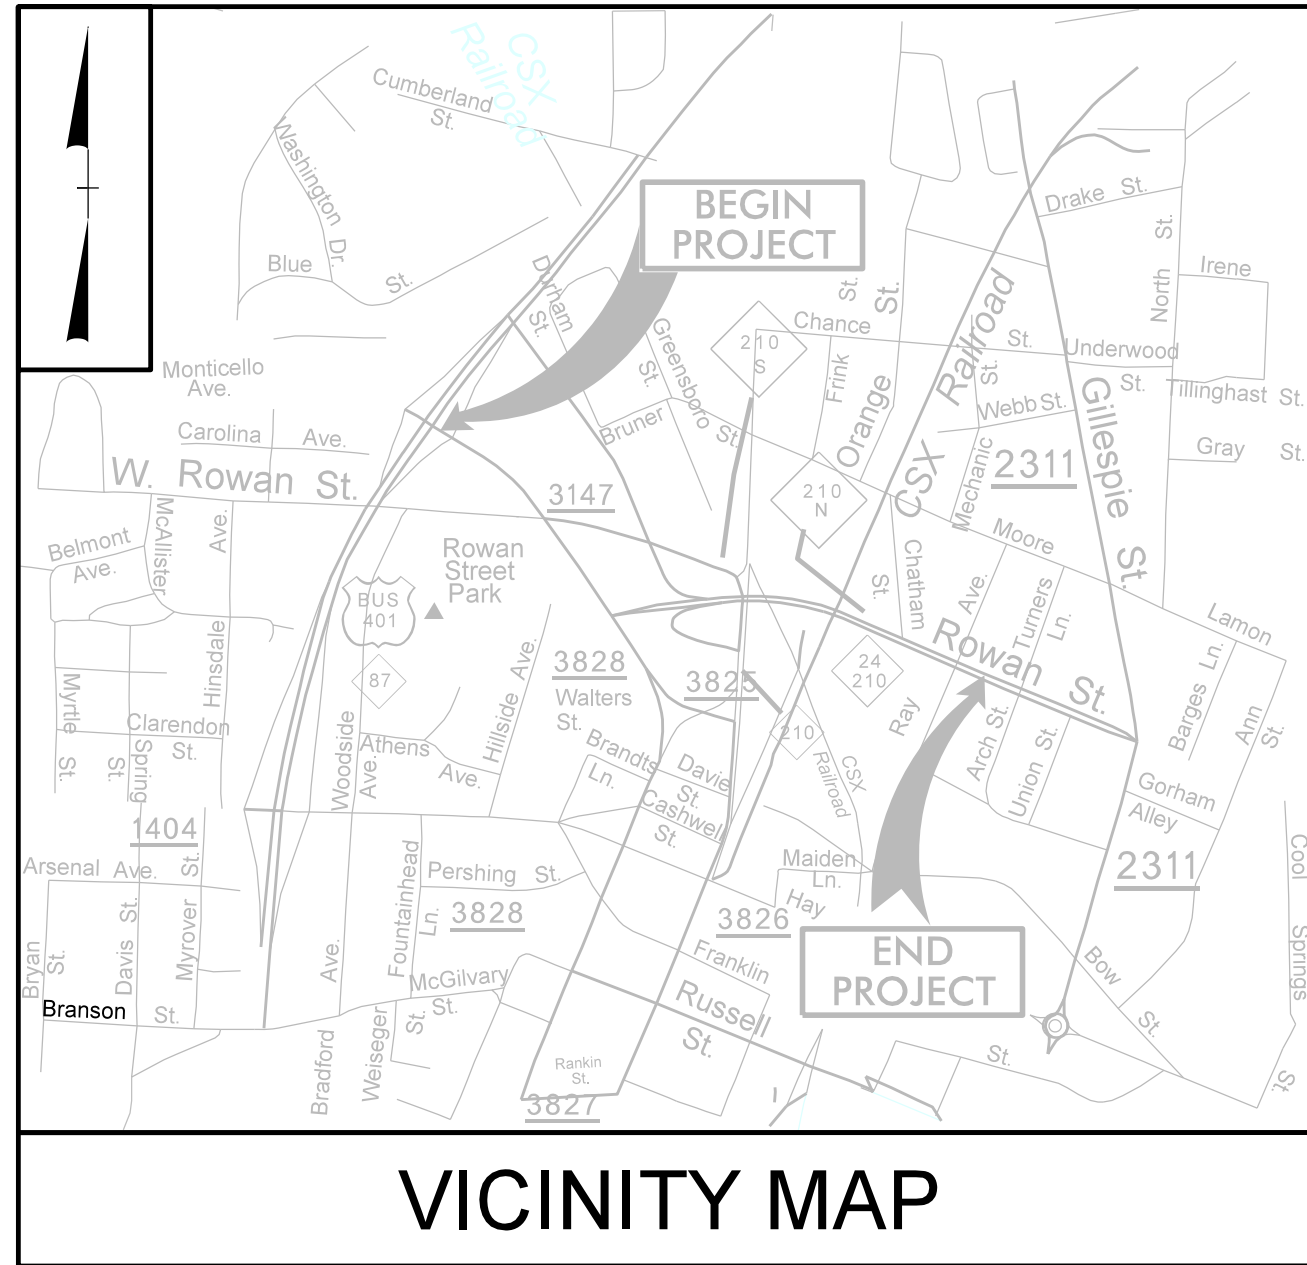 CSX
Railroad
Cumberland
St.
Washington
Dr.
Blue
St.
BEGIN
PROJECT
Drake St.
North St.
Irene
Durham
St.
Greensboro
St.
St.
Bruner
210
S
Chance
St.
Orange
St.
Frink
CSX Railroad
St.
Underwood
St.
Tillinghast St.
St.
Webb St.
Gillespie St.
Gray St.
Monticello
Ave.
Carolina Ave.
W. Rowan St.
3147
210
N
Mechanic
2311
Moore
McAllister
Ave.
Belmont
Ave.
Hinsdale
Rowan
Street
Park
BUS
401
87
Chatham
St.
Ave.
Ray
Turners
Ln.
Rowan St.
Lamon
Barges Ln.
Ann
St.
24
210
Hillside Ave.
3828
Walters
St.
3825
210
CSX
Railroad
Arch St.
Union St.
Myrtle
St.
Clarendon
St.
Spring
St.
Woodside
Ave.
Athens
Ave.
Brandts
Ln.
Davie
St.
Cashwell
St.
Gorham
Alley
1404
2311
Cool
Springs
St.
Arsenal Ave.
St.
Myrover
Davis St.
Bryan
St.
Fountainhead
Ln.
Pershing St.
3828
Maiden
Ln.
Hay
3826
END
PROJECT
Franklin
Russell
St.
Bow
St.
McGilvary
St.
Ave.
Branson St.
Bradford
Weiseger
St.
Rankin
St.
3827
St.
VICINITY MAP